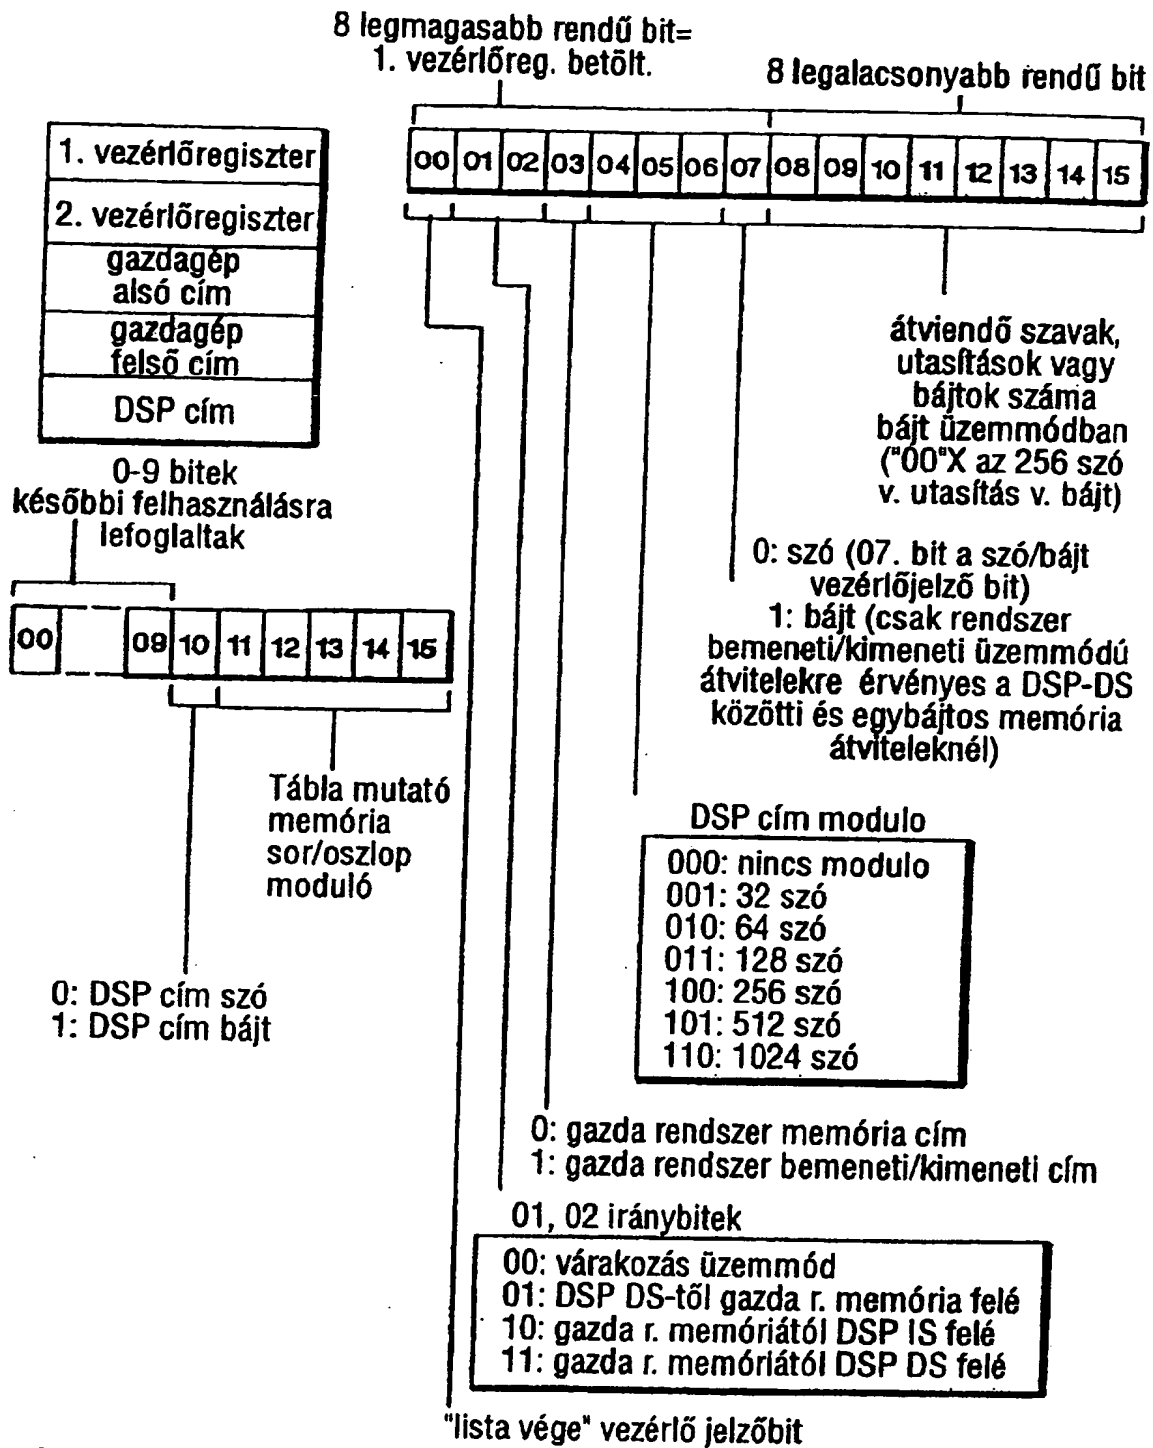 8 legmagasabb rendű bit=
1. vezérlőreg. betölt.
8 legalacsonyabb rendű bit
1. vezérlőregiszter
2. vezérlőregiszter
gazdagép
alsó cím
gazdagép
felső cím
DSP cím
00 01 02 03 04 05 06 07 08 09 10 11 12 13 14 15
átviendő szavak,
utasítások vagy
bájtok száma
bájt üzemmódban
("00"X az 256 szó
v. utasítás v. bájt)
0-9 bitek
későbbi felhasználásra
lefoglaltak
00 09 10 11 12 13 14 15
0: szó (07. bit a szó/bájt
vezérlőjelző bit)
1: bájt (csak rendszer
bemeneti/kimeneti üzemmódú
átvitelekre érvényes a DSP-DS
közötti és egybájtos memória
átviteleknél)
Tábla mutató
memória
sor/oszlop
moduló
0: DSP cím szó
1: DSP cím bájt
DSP cím modulo
000: nincs modulo
001: 32 szó
010: 64 szó
011: 128 szó
100: 256 szó
101: 512 szó
110: 1024 szó
0: gazda rendszer memória cím
1: gazda rendszer bemeneti/kimeneti cím
01, 02 iránybitek
00: várakozás üzemmód
01: DSP DS-től gazda r. memória felé
10: gazda r. memóriától DSP IS felé
11: gazda r. memóriától DSP DS felé
"lista vége" vezérlő jelzőbit